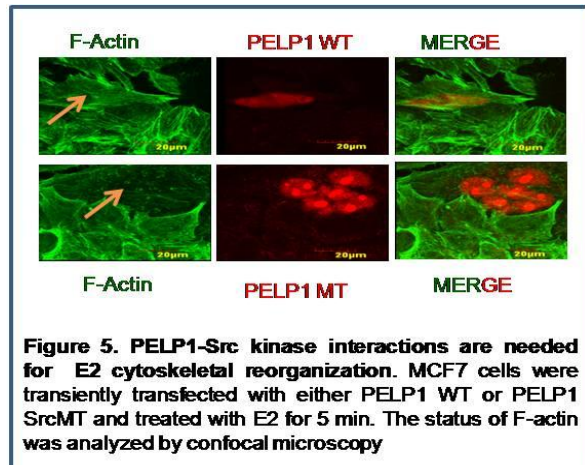 F-Actin PELP1 WT MERGE
20µm 20µm 20µm
20µm 20µm 20µm
F-Actin PELP1 MT MERGE
Figure 5. PELP1-Src kinase interactions are needed
for E2 cytoskeletal reorganization. MCF7 cells were
transiently transfected with either PELP1 WT or PELP1
SrcMT and treated with E2 for 5 min. The status of F-actin
was analyzed by confocal microscopy